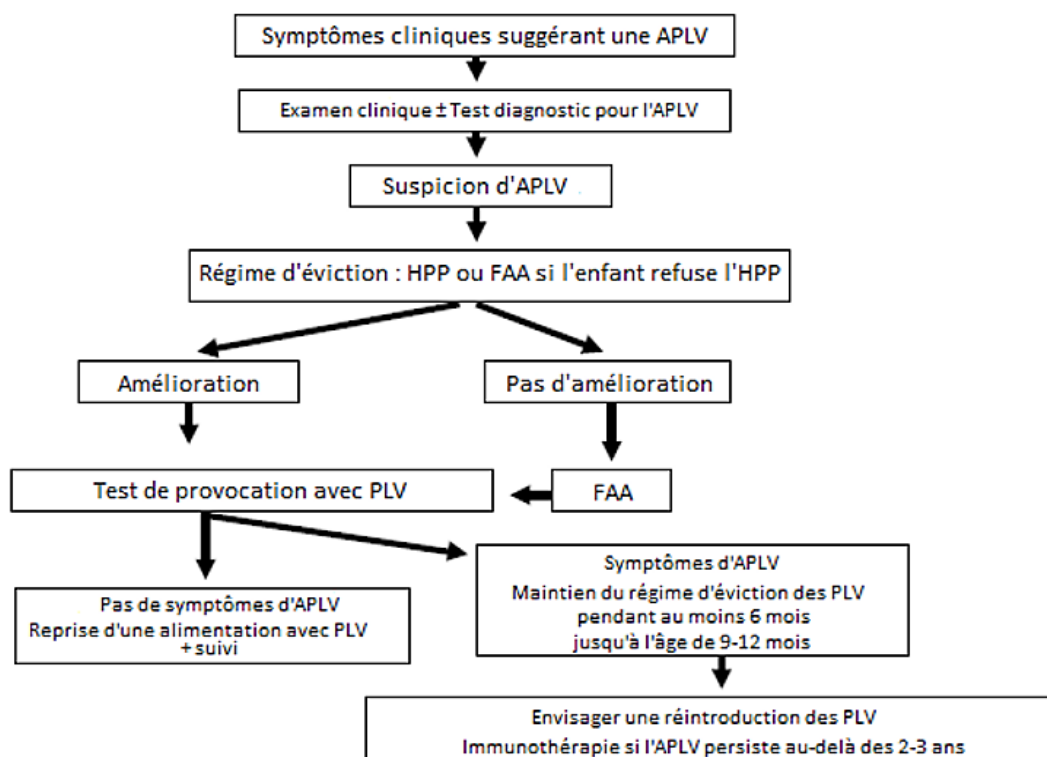 Symptômes cliniques suggérant une APLV
Examen clinique ± Test diagnostic pour l'APLV
Suspicion d'APLV
Régime d'éviction : HPP ou FAA si l'enfant refuse l'HPP
Amélioration
Pas d'amélioration
Test de provocation avec PLV
FAA
Pas de symptômes d'APLV
Reprise d'une alimentation avec PLV
+ suivi
Symptômes d'APLV
Maintien du régime d'éviction des PLV
pendant au moins 6 mois
jusqu'à l'âge de 9-12 mois
Envisager une réintroduction des PLV
Immunothérapie si l'APLV persiste au-delà des 2-3 ans